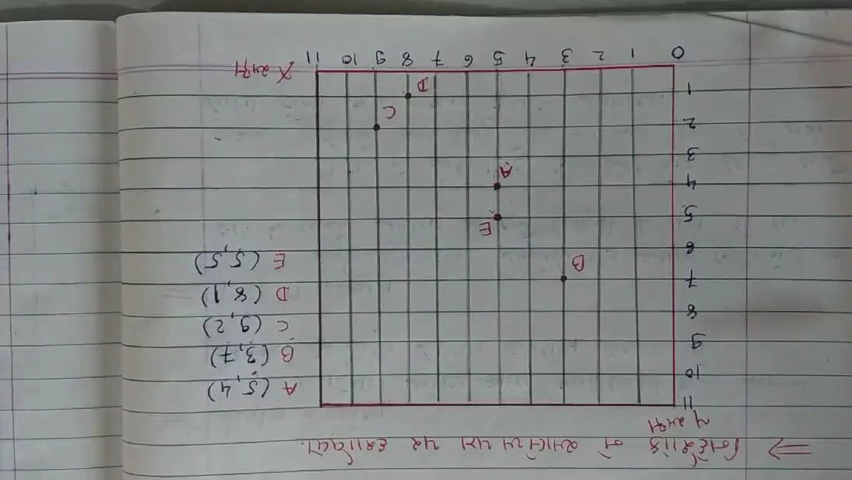 ⇒ આલેખ પત્ર પર દર્શાવો.
Y અક્ષ
11
10
9
8
7
6
5
4
3
2
1
0 1 2 3 4 5 6 7 8 9 10 11 X અક્ષ
B
E
A
C
D
A (5,4)
B (3,7)
C (9,2)
D (8,1)
E (5,5)